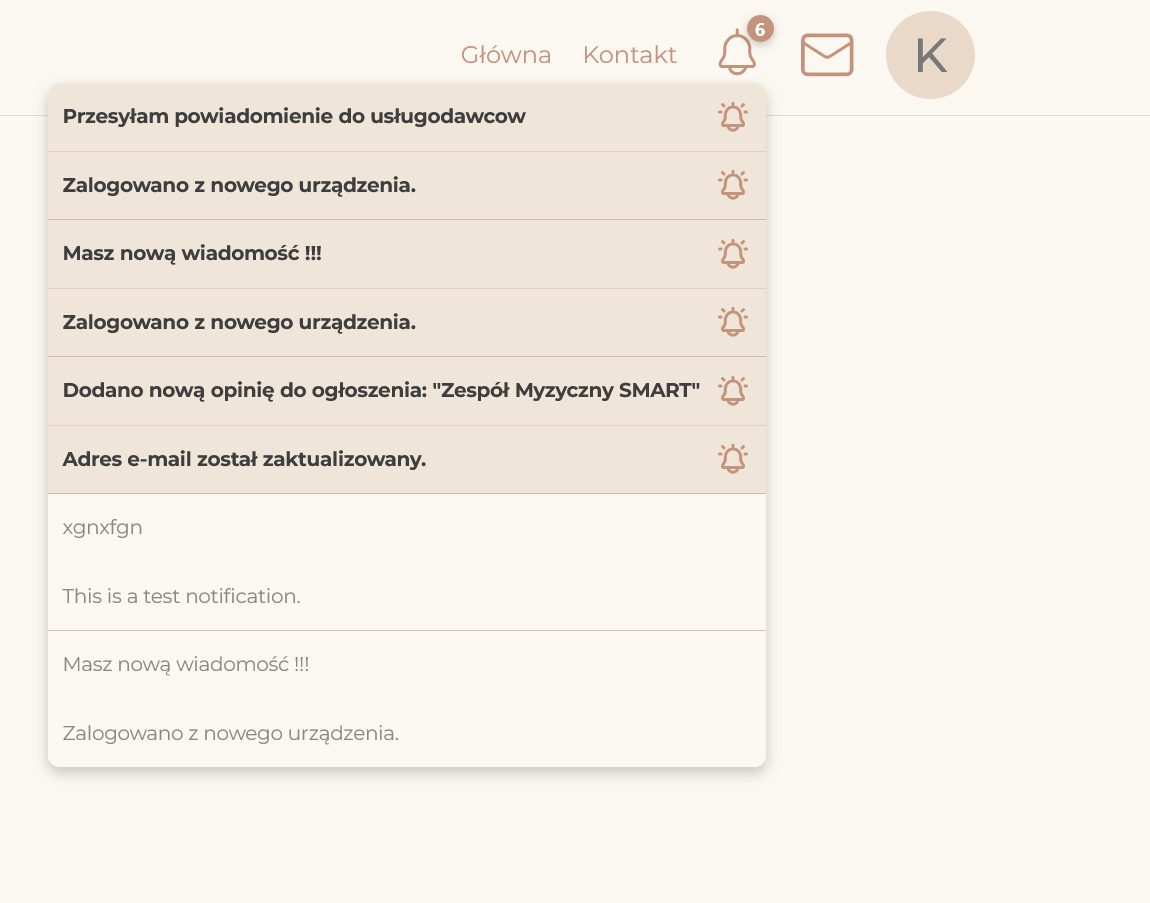 Główna Kontakt 6 K
Przesyłam powiadomienie do usługodawcow
Zalogowano z nowego urządzenia.
Masz nową wiadomość !!!
Zalogowano z nowego urządzenia.
Dodano nową opinię do ogłoszenia: "Zespół Myzyczny SMART"
Adres e-mail został zaktualizowany.
xgnxfgn
This is a test notification.
Masz nową wiadomość !!!
Zalogowano z nowego urządzenia.